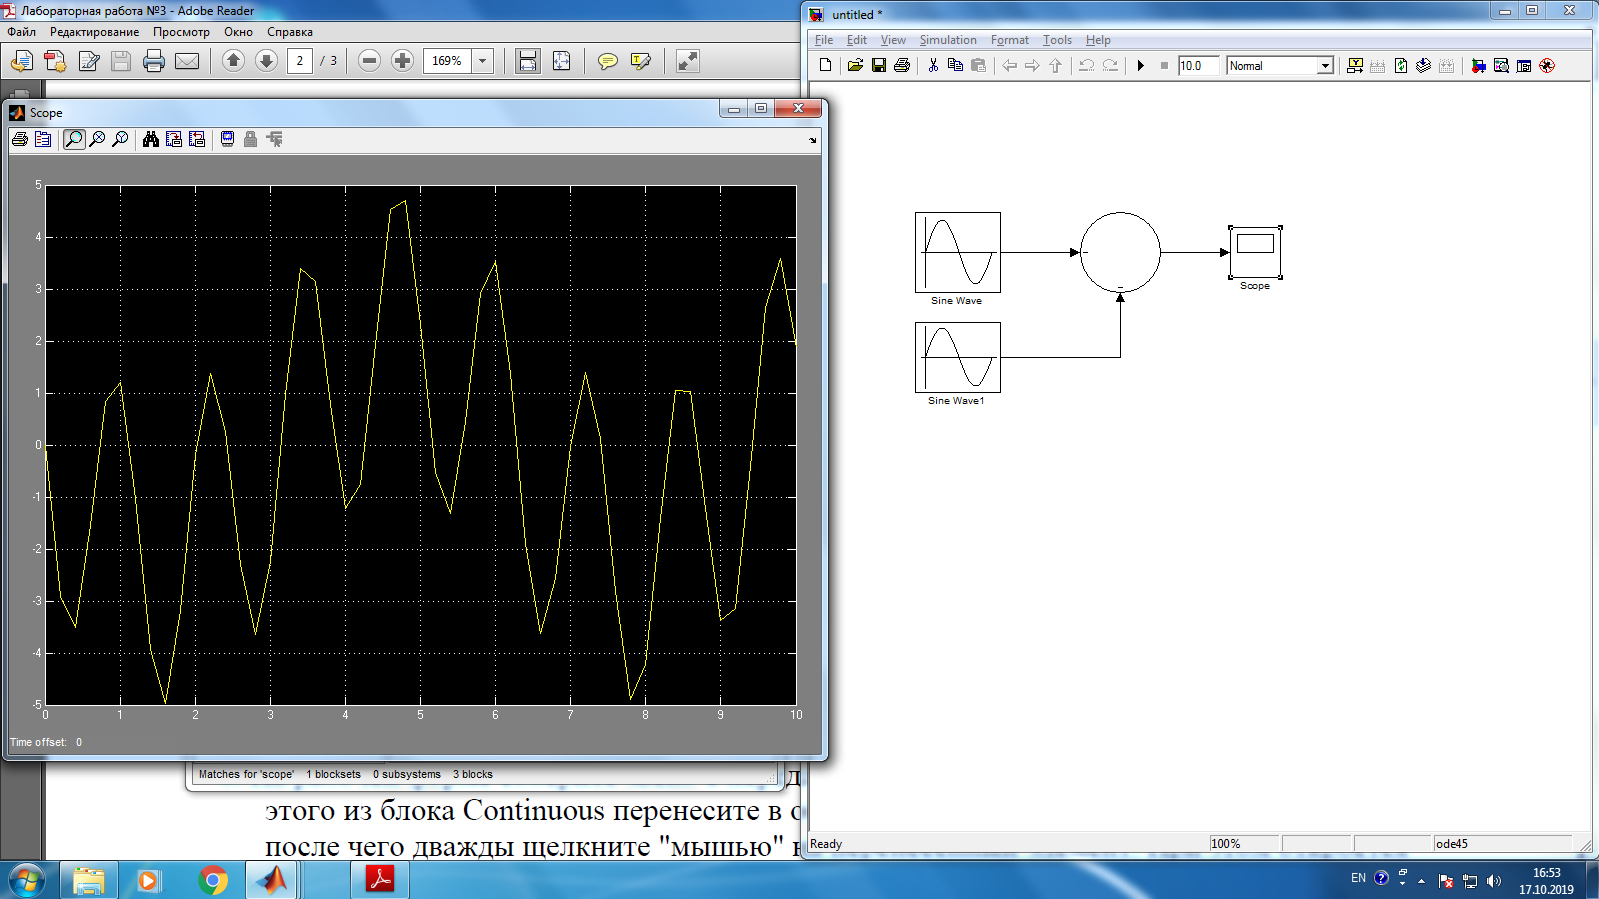 Лабораторная работа №3 - Adobe Reader
Файл Редактирование Просмотр Окно Справка
2 / 3 169%
Scope
5
4
3
2
1
0
-1
-2
-3
-4
-5
0 1 2 3 4 5 6 7 8 9 10
Time offset: 0
Matches for 'scope' 1 blocksets 0 subsystems 3 blocks
этого из блока Continuous перенесите в о
после чего дважды щелкните "мышью" н
untitled *
File Edit View Simulation Format Tools Help
10.0 Normal
Sine Wave
Scope
Sine Wave1
Ready 100% ode45
EN 16:53
17.10.2019